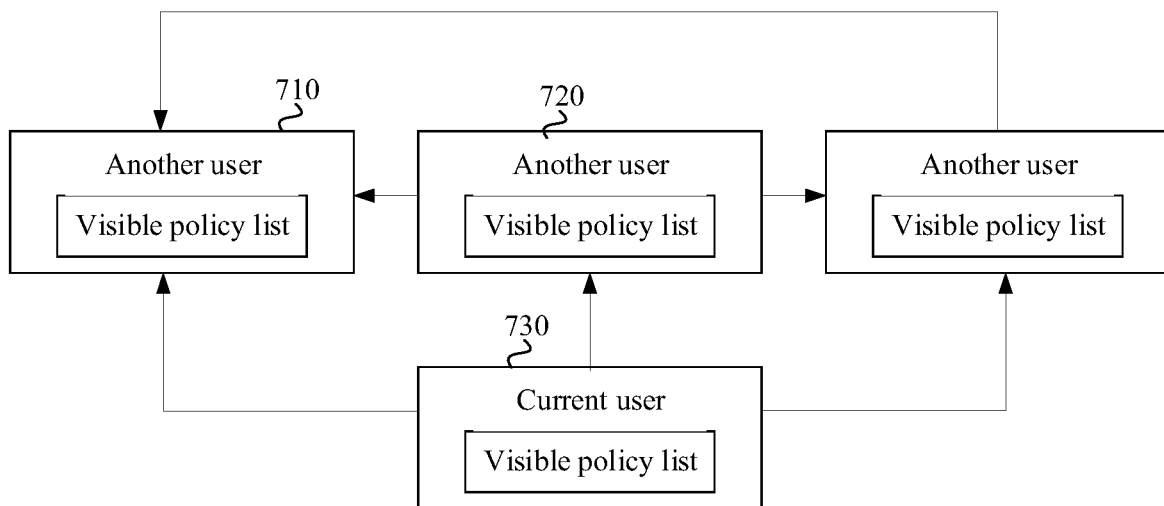 710
720
Another user
Visible policy list
Another user
Visible policy list
Another user
Visible policy list
730
Current user
Visible policy list